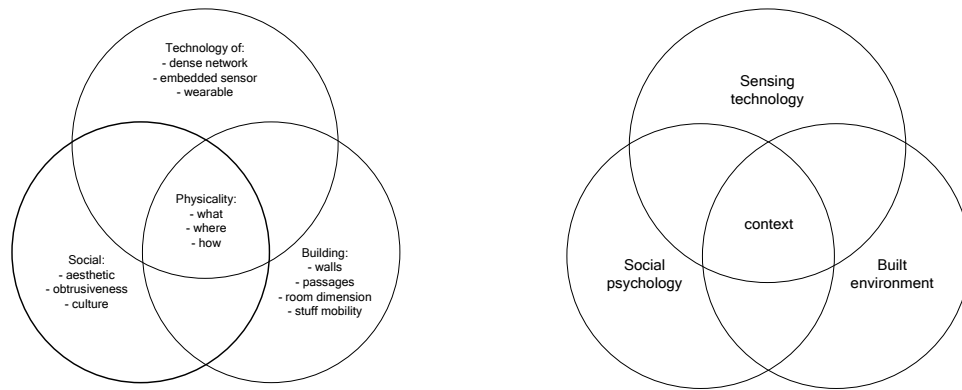 Technology of:
- dense network
- embedded sensor
- wearable
Physicality:
- what
- where
- how
Social:
- aesthetic
- obtrusiveness
- culture
Building:
- walls
- passages
- room dimension
- stuff mobility
Sensing
technology
context
Social
psychology
Built
environment